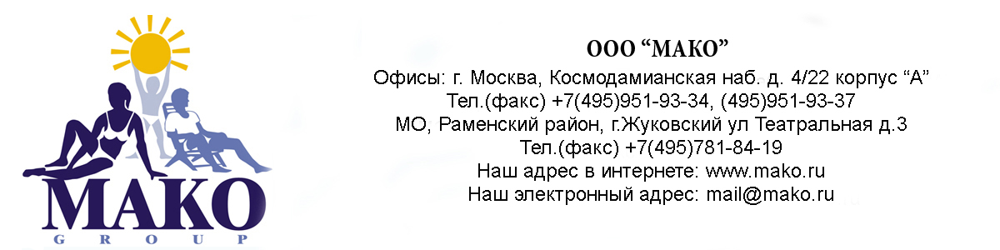 MAKO
GROUP
ООО “МАКО”
Офисы: г. Москва, Космодамианская наб. д. 4/22 корпус “А”
Тел.(факс) +7(495)951-93-34, (495)951-93-37
МО, Раменский район, г.Жуковский ул Театральная д.3
Тел.(факс) +7(495)781-84-19
Наш адрес в интернете: www.mako.ru
Наш электронный адрес: mail@mako.ru